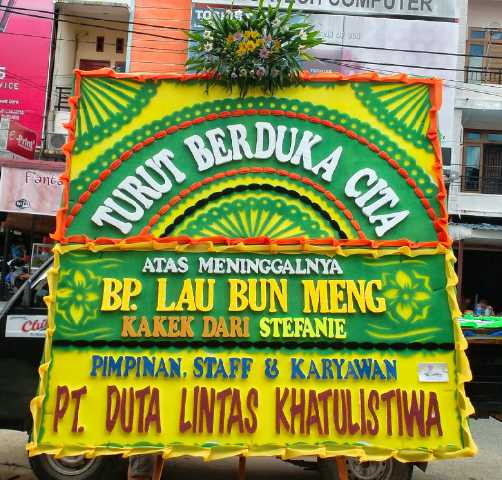 COMPUTER
TURUT BERDUKA CITA
ATAS MENINGGALNYA
BP. LAU BUN MENG
KAKEK DARI STEFANIE
PIMPINAN, STAFF & KARYAWAN
PT. DUTA LINTAS KHATULISTIWA